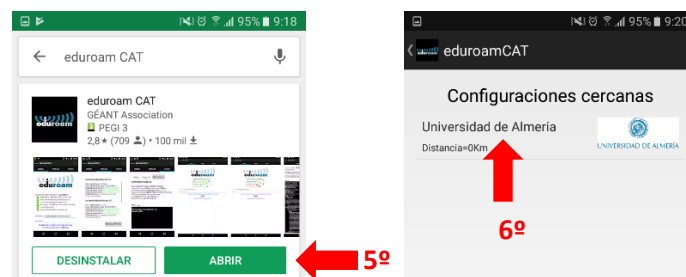 95% 9:18
eduroam CAT
eduroam
eduroam CAT
GÉANT Association
PEGI 3
2,8★ (709) • 100 mil
DESINSTALAR
ABRIR
5º
95% 9:20
eduroamCAT
Configuraciones cercanas
Universidad de Almería
Distancia=0Km
UNIVERSIDAD DE ALMERÍA
6º